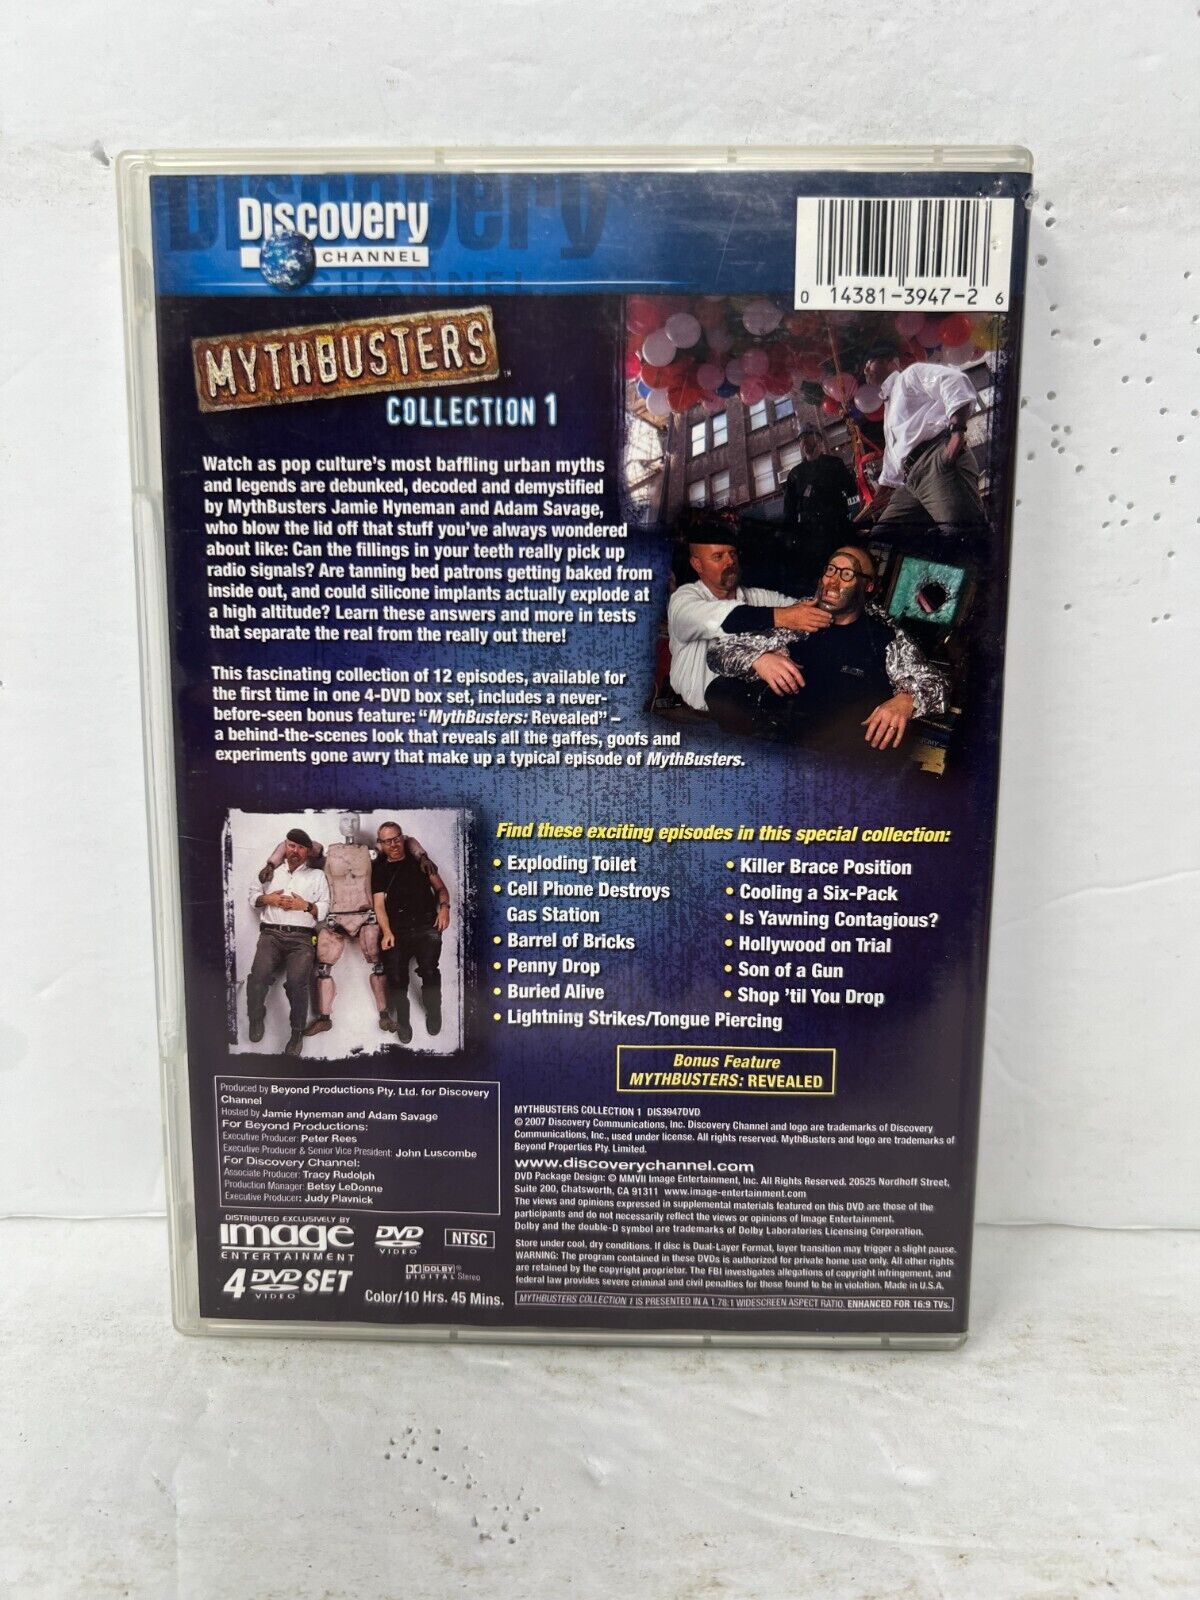 Discovery
CHANNEL
0 14381-3947-2 6
MYTHBUSTERS™
COLLECTION 1
Watch as pop culture's most baffling urban myths
and legends are debunked, decoded and demystified
by MythBusters Jamie Hyneman and Adam Savage,
who blow the lid off that stuff you've always wondered
about like: Can the fillings in your teeth really pick up
radio signals? Are tanning bed patrons getting baked from
inside out, and could silicone implants actually explode at
a high altitude? Learn these answers and more in tests
that separate the real from the really out there!
This fascinating collection of 12 episodes, available for
the first time in one 4-DVD box set, includes a never-
before-seen bonus feature: "MythBusters: Revealed" –
a behind-the-scenes look that reveals all the gaffes, goofs and
experiments gone awry that make up a typical episode of MythBusters.
Find these exciting episodes in this special collection:
• Exploding Toilet
• Cell Phone Destroys
Gas Station
• Barrel of Bricks
• Penny Drop
• Buried Alive
• Lightning Strikes/Tongue Piercing
• Killer Brace Position
• Cooling a Six-Pack
• Is Yawning Contagious?
• Hollywood on Trial
• Son of a Gun
• Shop 'til You Drop
Bonus Feature
MYTHBUSTERS: REVEALED
Produced by Beyond Productions Pty. Ltd. for Discovery
Channel
Hosted by Jamie Hyneman and Adam Savage
For Beyond Productions:
Executive Producer: Peter Rees
Executive Producer & Senior Vice President: John Luscombe
For Discovery Channel:
Associate Producer: Tracy Rudolph
Production Manager: Betsy LeDonne
Executive Producer: Judy Plavnick
DISTRIBUTED EXCLUSIVELY BY
image
ENTERTAINMENT
4 DVD VIDEO SET
DVD
VIDEO
NTSC
DOLBY®
DIGITAL Stereo
Color/10 Hrs. 45 Mins.
MYTHBUSTERS COLLECTION 1 DIS3947DVD
© 2007 Discovery Communications, Inc. Discovery Channel and logo are trademarks of Discovery
Communications, Inc., used under license. All rights reserved. MythBusters and logo are trademarks of
Beyond Properties Pty. Limited.
www.discoverychannel.com
DVD Package Design: © MMVII Image Entertainment, Inc. All Rights Reserved. 20525 Nordhoff Street,
Suite 200, Chatsworth, CA 91311 www.image-entertainment.com
The views and opinions expressed in supplemental materials featured on this DVD are those of the
participants and do not necessarily reflect the views or opinions of Image Entertainment.
Dolby and the double-D symbol are trademarks of Dolby Laboratories Licensing Corporation.
Store under cool, dry conditions. If disc is Dual-Layer Format, layer transition may trigger a slight pause.
WARNING: The program contained in these DVDs is authorized for private home use only. All other rights
are retained by the copyright proprietor. The FBI investigates allegations of copyright infringement, and
federal law provides severe criminal and civil penalties for those found to be in violation. Made in U.S.A.
MYTHBUSTERS COLLECTION 1 IS PRESENTED IN A 1.78:1 WIDESCREEN ASPECT RATIO. ENHANCED FOR 16:9 TVs.